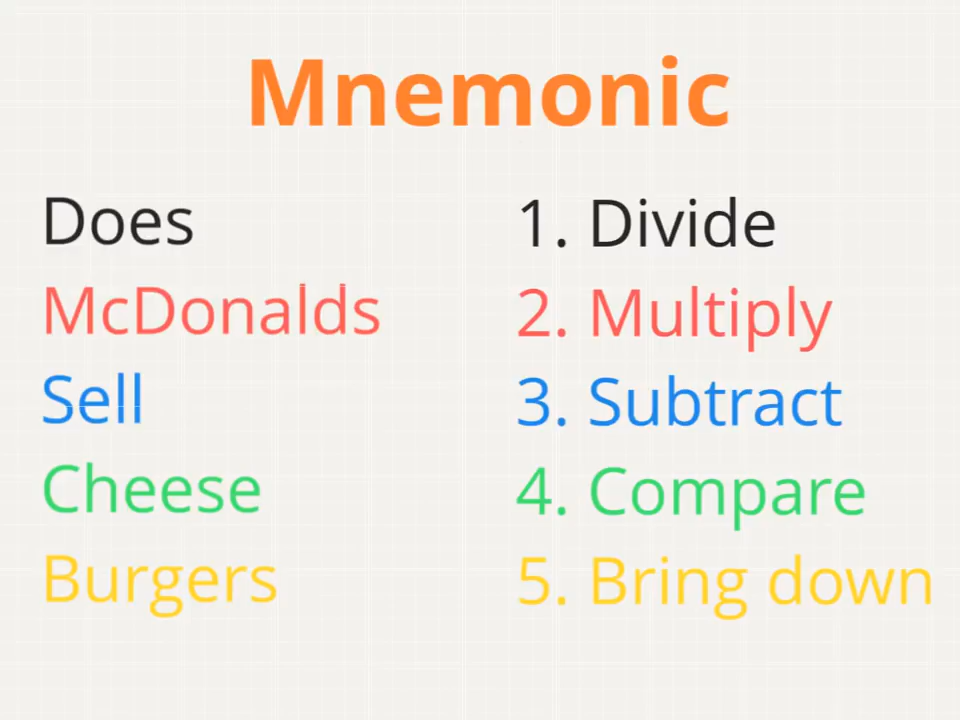 Mnemonic
Does
McDonalds
Sell
Cheese
Burgers
1. Divide
2. Multiply
3. Subtract
4. Compare
5. Bring down